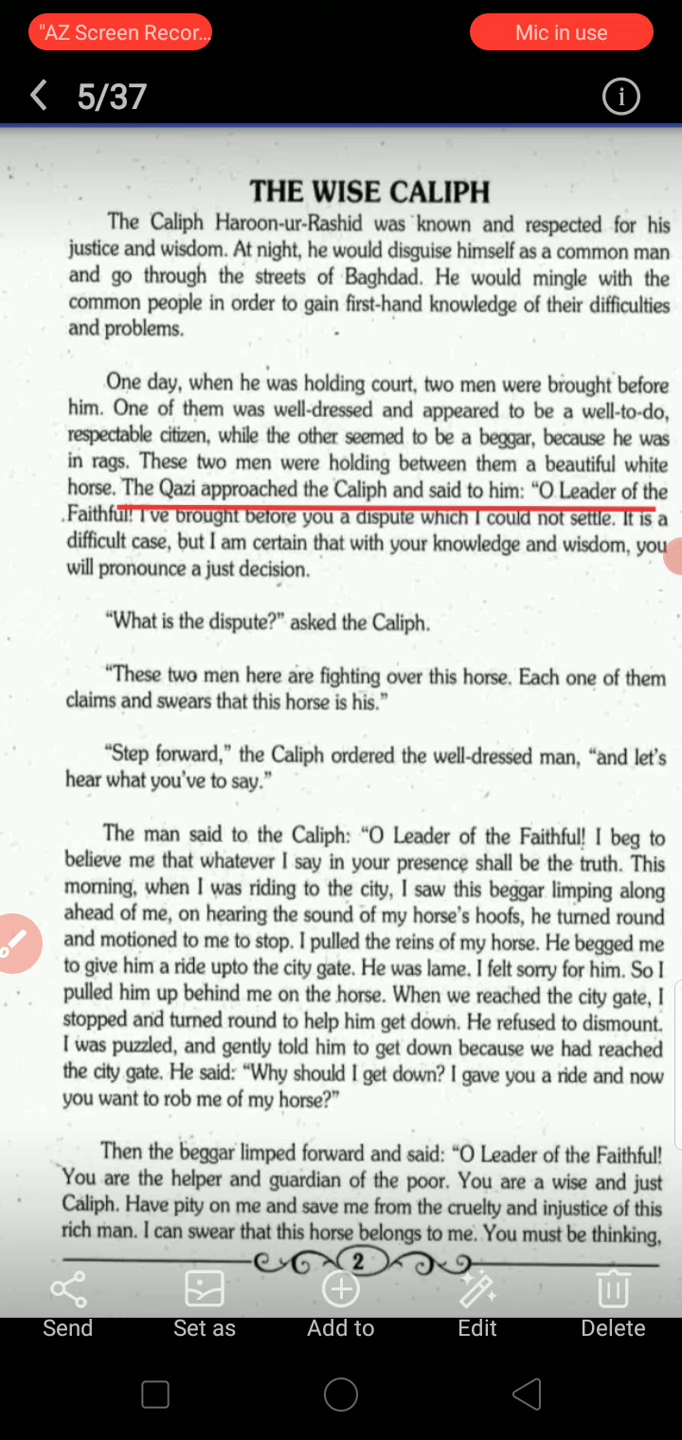 "AZ Screen Recor...
Mic in use
5/37
THE WISE CALIPH
The Caliph Haroon-ur-Rashid was known and respected for his
justice and wisdom. At night, he would disguise himself as a common man
and go through the streets of Baghdad. He would mingle with the
common people in order to gain first-hand knowledge of their difficulties
and problems.
One day, when he was holding court, two men were brought before
him. One of them was well-dressed and appeared to be a well-to-do,
respectable citizen, while the other seemed to be a beggar, because he was
in rags. These two men were holding between them a beautiful white
horse. The Qazi approached the Caliph and said to him: “O Leader of the
Faithful! I've brought before you a dispute which I could not settle. It is a
difficult case, but I am certain that with your knowledge and wisdom, you
will pronounce a just decision.
“What is the dispute?” asked the Caliph.
“These two men here are fighting over this horse. Each one of them
claims and swears that this horse is his.”
“Step forward,” the Caliph ordered the well-dressed man, “and let's
hear what you've to say.”
The man said to the Caliph: “O Leader of the Faithful! I beg to
believe me that whatever I say in your presence shall be the truth. This
morning, when I was riding to the city, I saw this beggar limping along
ahead of me, on hearing the sound of my horse's hoofs, he turned round
and motioned to me to stop. I pulled the reins of my horse. He begged me
to give him a ride upto the city gate. He was lame. I felt sorry for him. So I
pulled him up behind me on the horse. When we reached the city gate, I
stopped and turned round to help him get down. He refused to dismount.
I was puzzled, and gently told him to get down because we had reached
the city gate. He said: “Why should I get down? I gave you a ride and now
you want to rob me of my horse?”
Then the beggar limped forward and said: “O Leader of the Faithful!
You are the helper and guardian of the poor. You are a wise and just
Caliph. Have pity on me and save me from the cruelty and injustice of this
rich man. I can swear that this horse belongs to me. You must be thinking,
2
Send
Set as
Add to
Edit
Delete